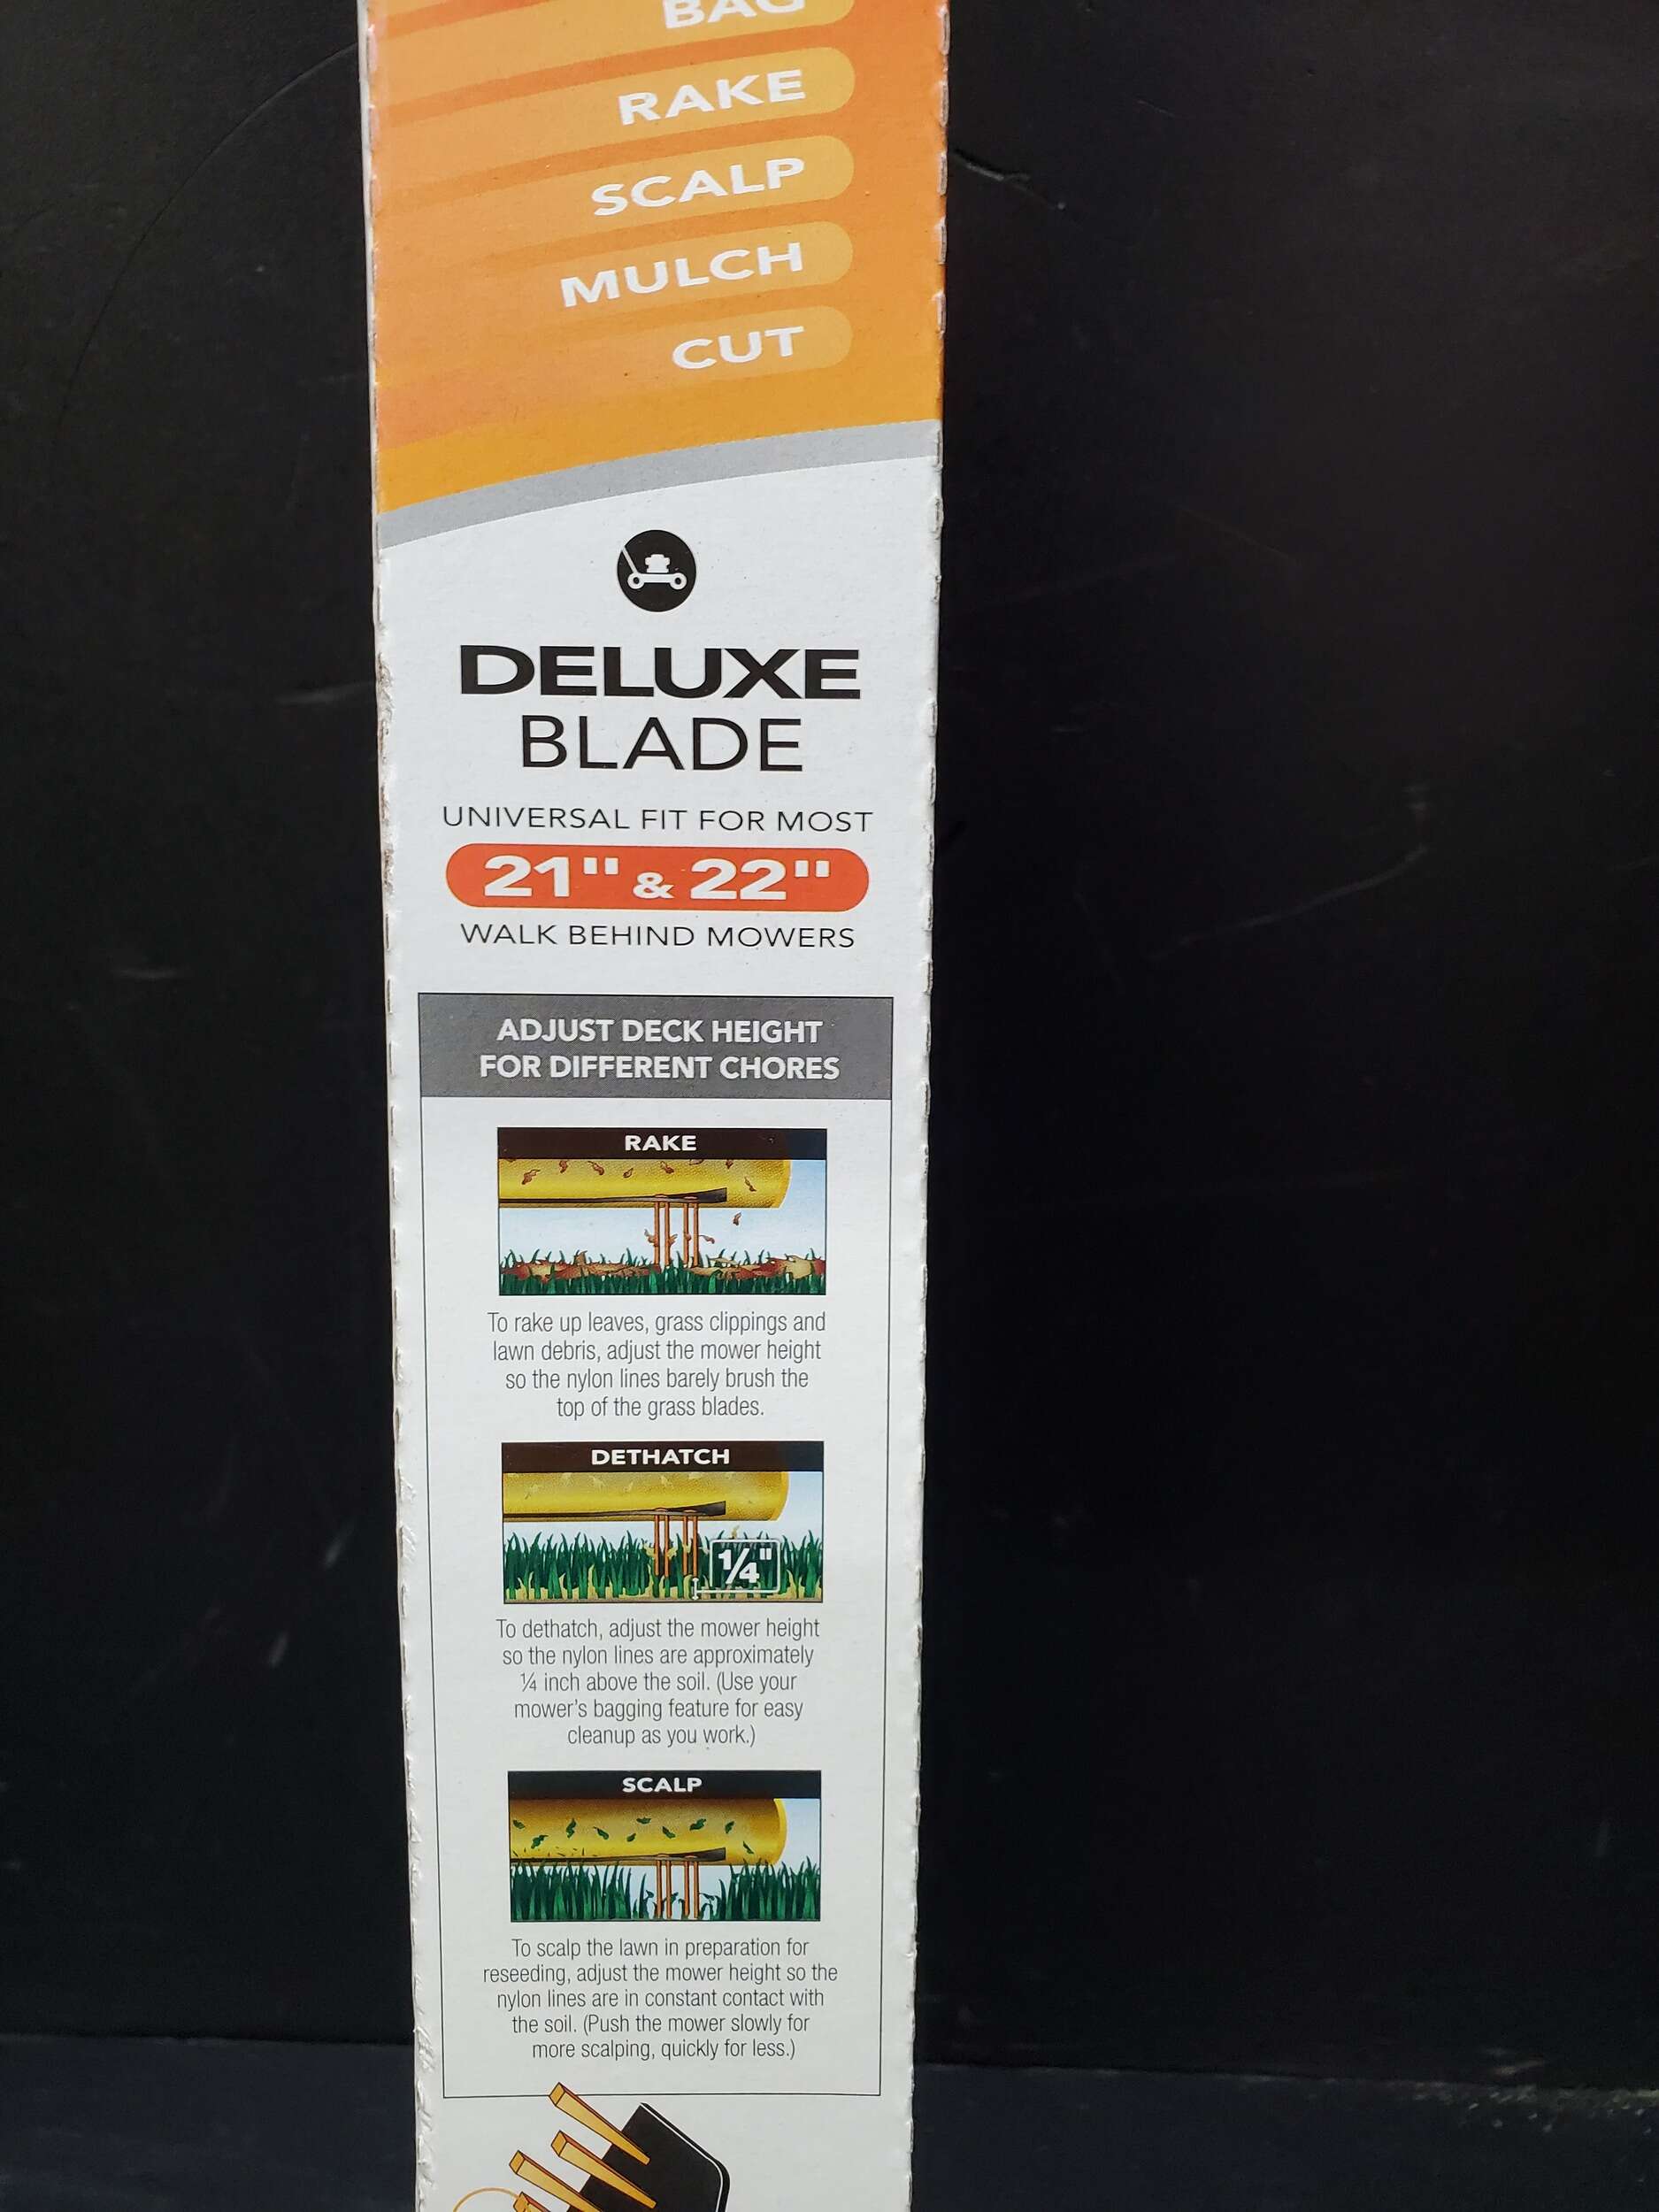 BAG
RAKE
SCALP
MULCH
CUT
DELUXE
BLADE
UNIVERSAL FIT FOR MOST
21" & 22"
WALK BEHIND MOWERS
ADJUST DECK HEIGHT
FOR DIFFERENT CHORES
RAKE
To rake up leaves, grass clippings and
lawn debris, adjust the mower height
so the nylon lines barely brush the
top of the grass blades.
DETHATCH
¼"
To dethatch, adjust the mower height
so the nylon lines are approximately
¼ inch above the soil. (Use your
mower's bagging feature for easy
cleanup as you work.)
SCALP
To scalp the lawn in preparation for
reseeding, adjust the mower height so the
nylon lines are in constant contact with
the soil. (Push the mower slowly for
more scalping, quickly for less.)